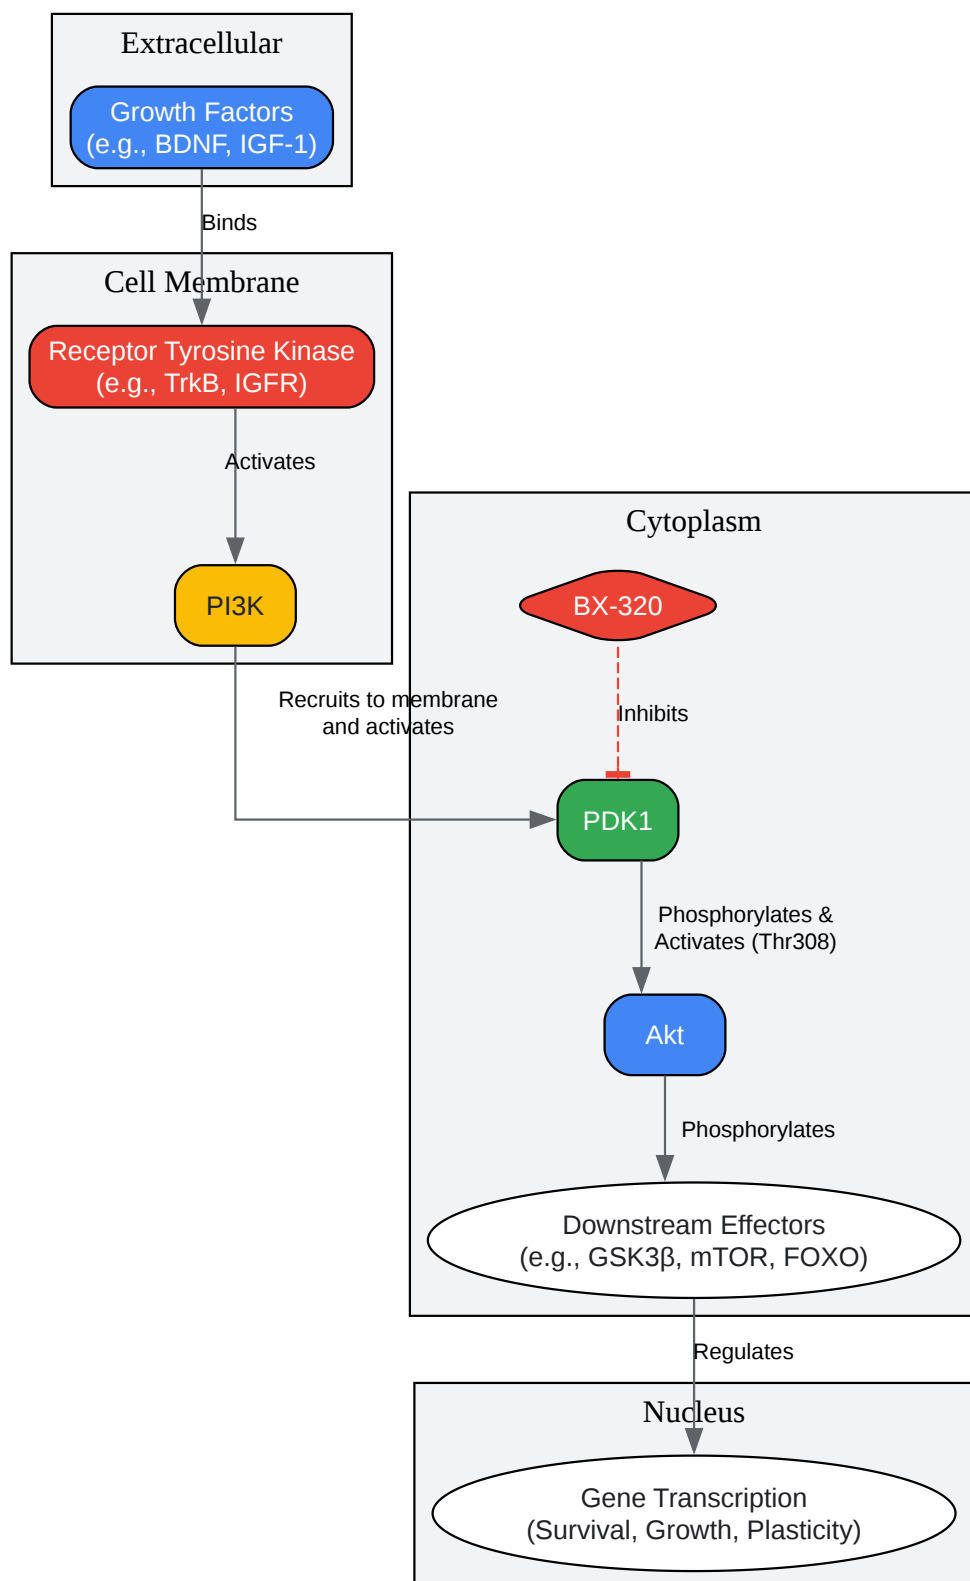 Extracellular
Growth Factors
(e.g., BDNF, IGF-1)
Binds
Cell Membrane
Receptor Tyrosine Kinase
(e.g., TrkB, IGFR)
Activates
PI3K
Recruits to membrane
and activates
Cytoplasm
BX-320
Inhibits
PDK1
Phosphorylates &
Activates (Thr308)
Akt
Phosphorylates
Downstream Effectors
(e.g., GSK3β, mTOR, FOXO)
Regulates
Nucleus
Gene Transcription
(Survival, Growth, Plasticity)